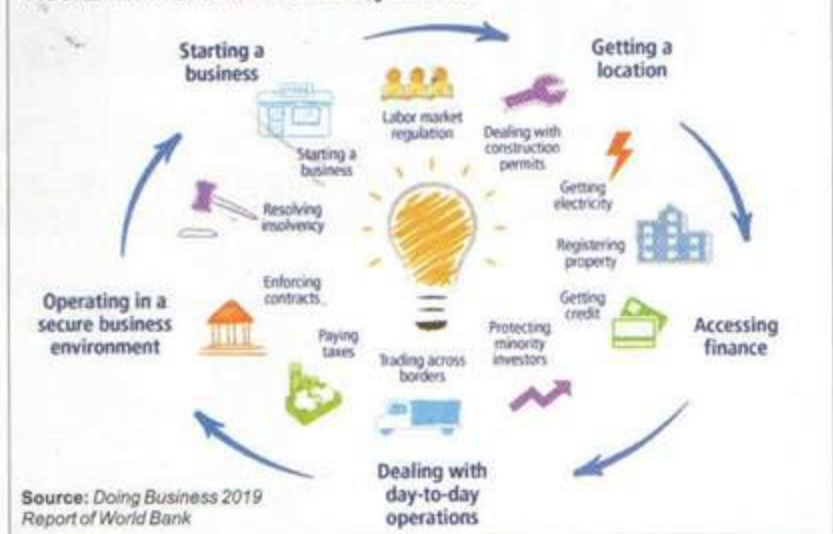 Starting a
business
Getting a
location
Labor market
regulation
Dealing with
construction
permits
Starting a
business
Getting
electricity
Resolving
insolvency
Registering
property
Enforcing
contracts
Getting
credit
Operating in a
secure business
environment
Accessing
finance
Paying
taxes
Protecting
minority
investors
Trading across
borders
Dealing with
day-to-day
operations
Source: Doing Business 2019
Report of World Bank